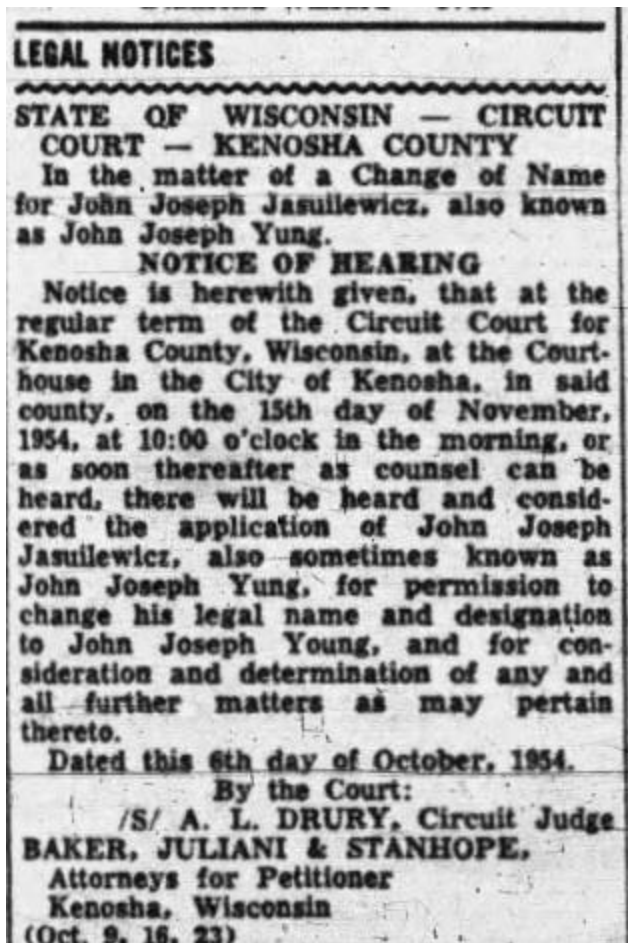 LEGAL NOTICES
STATE OF WISCONSIN — CIRCUIT
COURT — KENOSHA COUNTY
In the matter of a Change of Name
for John Joseph Jasuilewicz, also known
as John Joseph Yung.
NOTICE OF HEARING
Notice is herewith given, that at the
regular term of the Circuit Court for
Kenosha County, Wisconsin, at the Court-
house in the City of Kenosha, in said
county, on the 15th day of November,
1954, at 10:00 o'clock in the morning, or
as soon thereafter as counsel can be
heard, there will be heard and consid-
ered the application of John Joseph
Jasuilewicz, also sometimes known as
John Joseph Yung, for permission to
change his legal name and designation
to John Joseph Young, and for con-
sideration and determination of any and
all further matters as may pertain
thereto.
Dated this 6th day of October, 1954.
By the Court:
/S/ A. L. DRURY, Circuit Judge
BAKER, JULIANI & STANHOPE,
Attorneys for Petitioner
Kenosha, Wisconsin
(Oct. 9, 16, 23)